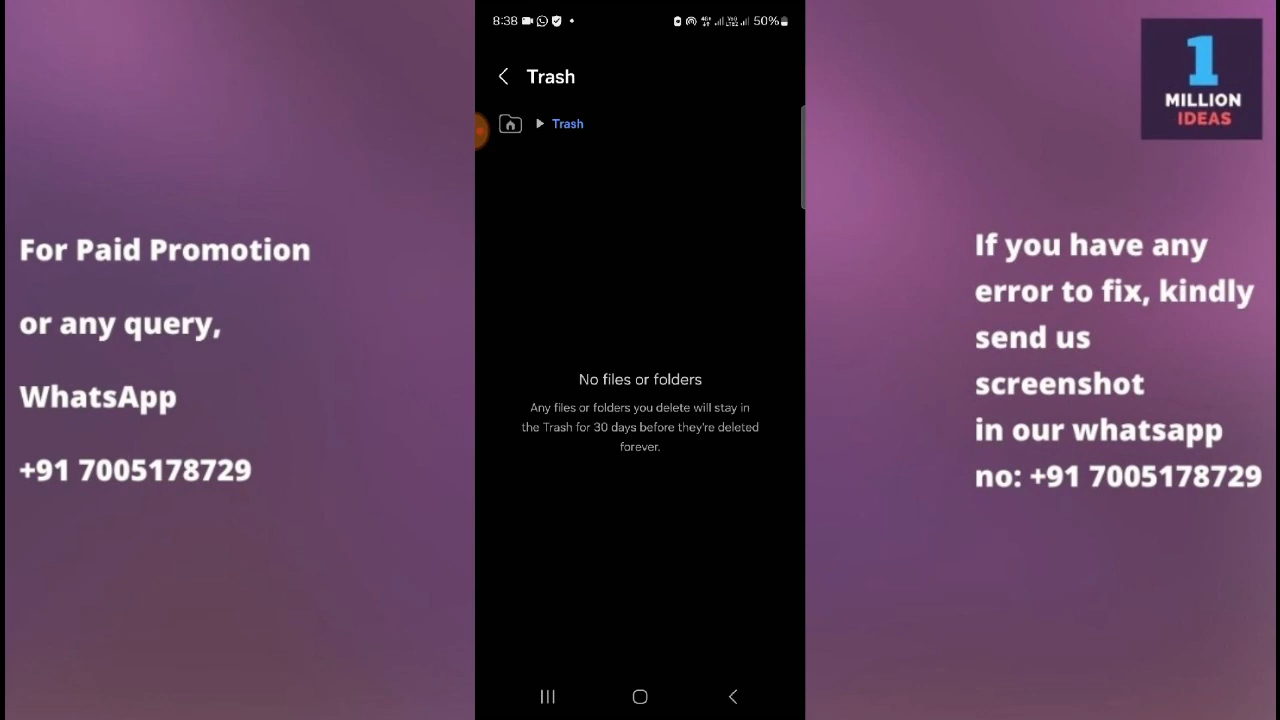 For Paid Promotion
or any query,
WhatsApp
+91 7005178729
8:38
50%
Trash
Trash
No files or folders
Any files or folders you delete will stay in
the Trash for 30 days before they're deleted
forever.
1
MILLION
IDEAS
If you have any
error to fix, kindly
send us
screenshot
in our whatsapp
no: +91 7005178729